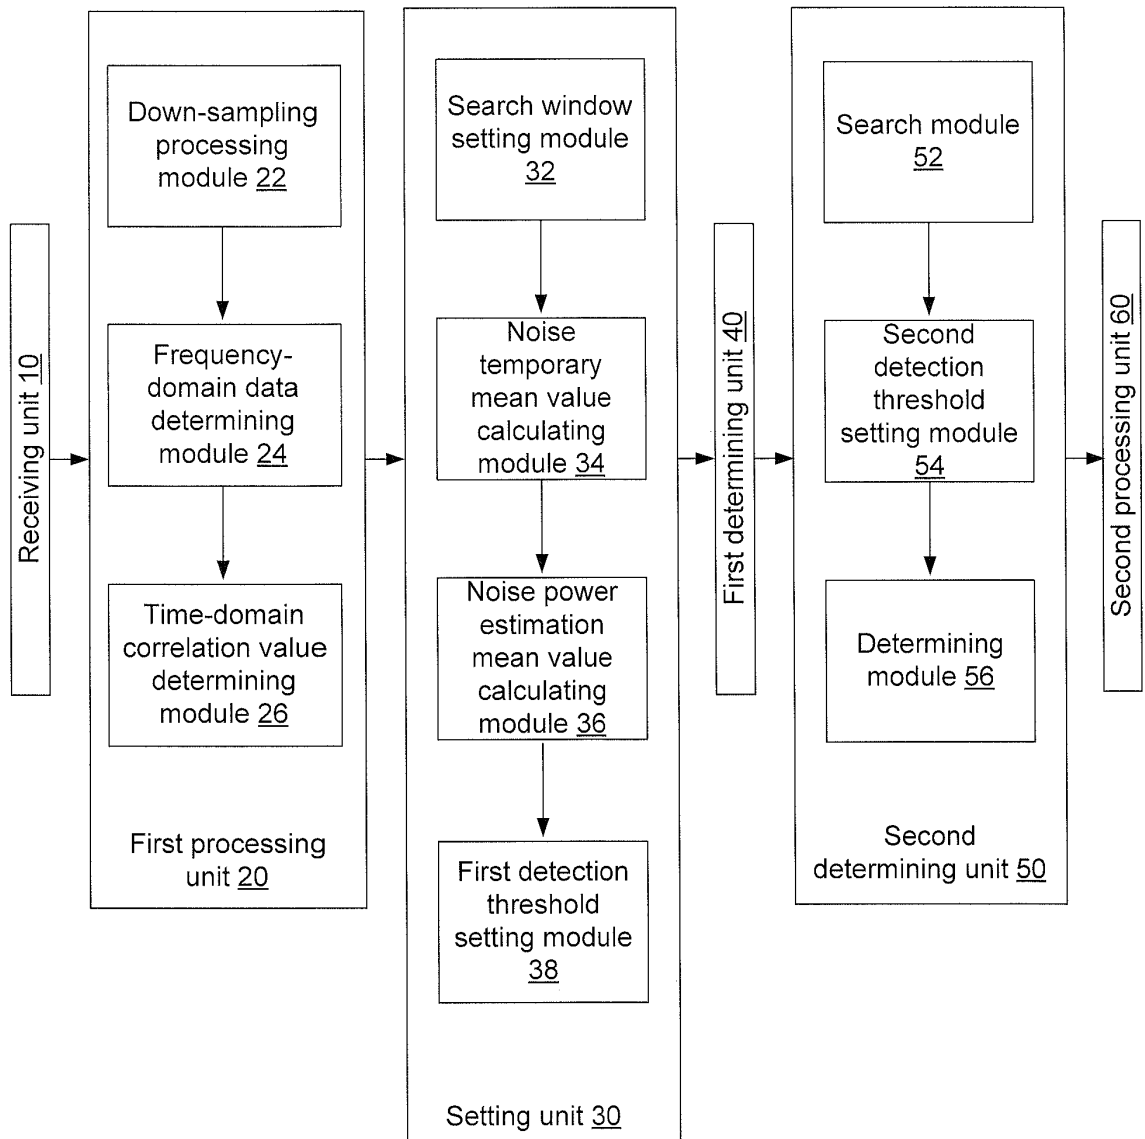 Receiving unit 10
Down-sampling
processing
module 22
Frequency-
domain data
determining
module 24
Time-domain
correlation value
determining
module 26
First processing
unit 20
Search window
setting module
32
Noise
temporary
mean value
calculating
module 34
Noise power
estimation
mean value
calculating
module 36
First detection
threshold
setting module
38
Setting unit 30
First determining unit 40
Search module
52
Second
detection
threshold
setting module
54
Determining
module 56
Second
determining unit 50
Second processing unit 60